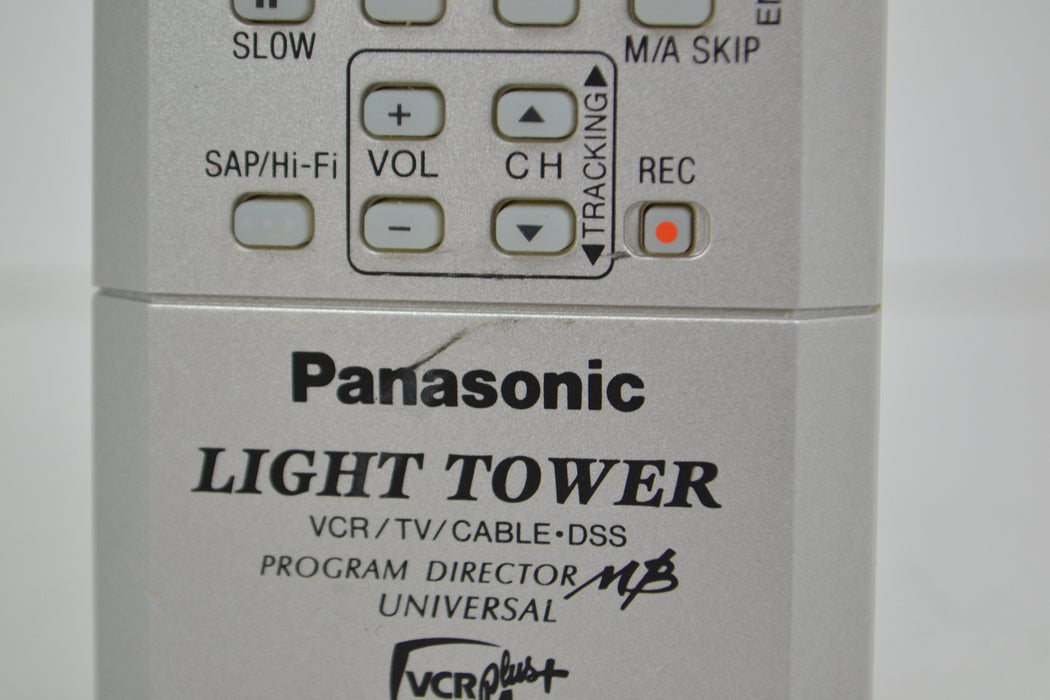 SLOW
M/A SKIP
+
▲
◀TRACKING▶
SAP/Hi-Fi
VOL
CH
REC
−
▼
Panasonic
LIGHT TOWER
VCR/TV/CABLE•DSS
PROGRAM DIRECTOR
UNIVERSAL
VCR Plus+